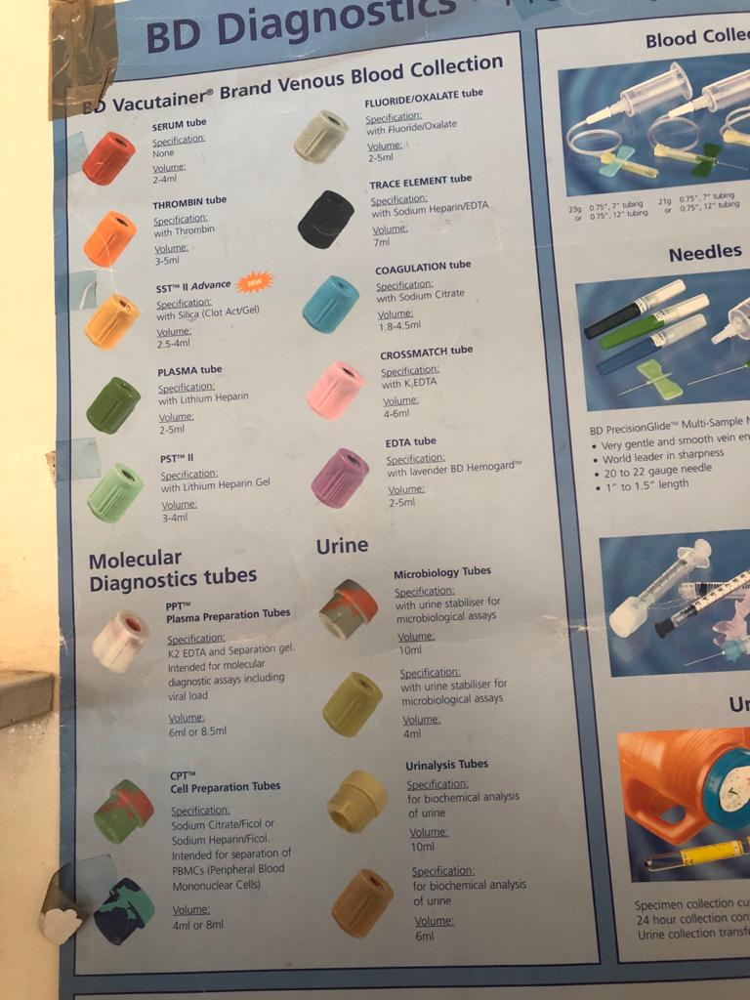 BD Diagnostics
BD Vacutainer® Brand Venous Blood Collection
SERUM tube
Specification:
None
Volume:
2-4ml
THROMBIN tube
Specification:
with Thrombin
Volume:
3-5ml
SST™ II Advance NEW
Specification:
with Silica (Clot Act/Gel)
Volume:
2.5-4ml
PLASMA tube
Specification:
with Lithium Heparin
Volume:
2-5ml
PST™ II
Specification:
with Lithium Heparin Gel
Volume:
3-4ml
FLUORIDE/OXALATE tube
Specification:
with Fluoride/Oxalate
Volume:
2-5ml
TRACE ELEMENT tube
Specification:
with Sodium Heparin/EDTA
Volume:
7ml
COAGULATION tube
Specification:
with Sodium Citrate
Volume:
1.8-4.5ml
CROSSMATCH tube
Specification:
with K₂EDTA
Volume:
4-6ml
EDTA tube
Specification:
with lavender BD Hemogard™
Volume:
2-5ml
Molecular
Diagnostics tubes
PPT™
Plasma Preparation Tubes
Specification:
K2 EDTA and Separation gel.
Intended for molecular
diagnostic assays including
viral load
Volume:
6ml or 8.5ml
CPT™
Cell Preparation Tubes
Specification:
Sodium Citrate/Ficol or
Sodium Heparin/Ficol.
Intended for separation of
PBMCs (Peripheral Blood
Mononuclear Cells)
Volume:
4ml or 8ml
Urine
Microbiology Tubes
Specification:
with urine stabiliser for
microbiological assays
Volume:
10ml
Specification:
with urine stabiliser for
microbiological assays
Volume:
4ml
Urinalysis Tubes
Specification:
for biochemical analysis
of urine
Volume:
10ml
Specification:
for biochemical analysis
of urine
Volume:
6ml
Blood Collec
23g 0.75", 7" tubing 21g 0.75", 7" tubing
or 0.75", 12" tubing or 0.75", 12" tubing
Needles
BD PrecisionGlide™ Multi-Sample N
• Very gentle and smooth vein en
• World leader in sharpness
• 20 to 22 gauge needle
• 1" to 1.5" length
Ur
Specimen collection cu
24 hour collection con
Urine collection transfe